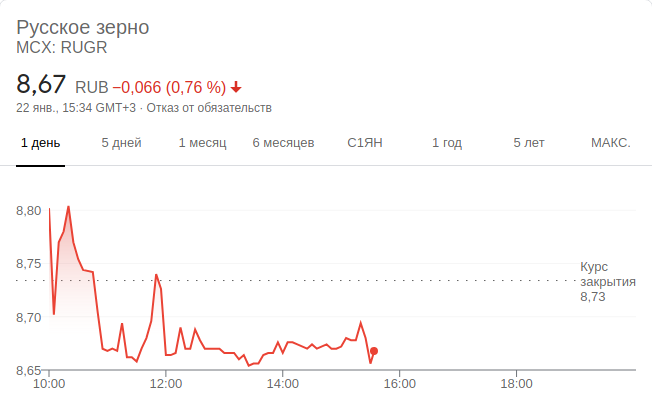 Русское зерно
MCX: RUGR
8,67 RUB −0,066 (0,76 %)
22 янв., 15:34 GMT+3 · Отказ от обязательств
1 день 5 дней 1 месяц 6 месяцев С1ЯН 1 год 5 лет МАКС.
8,80
8,75
8,70
8,65
Курс
закрытия
8,73
10:00 12:00 14:00 16:00 18:00